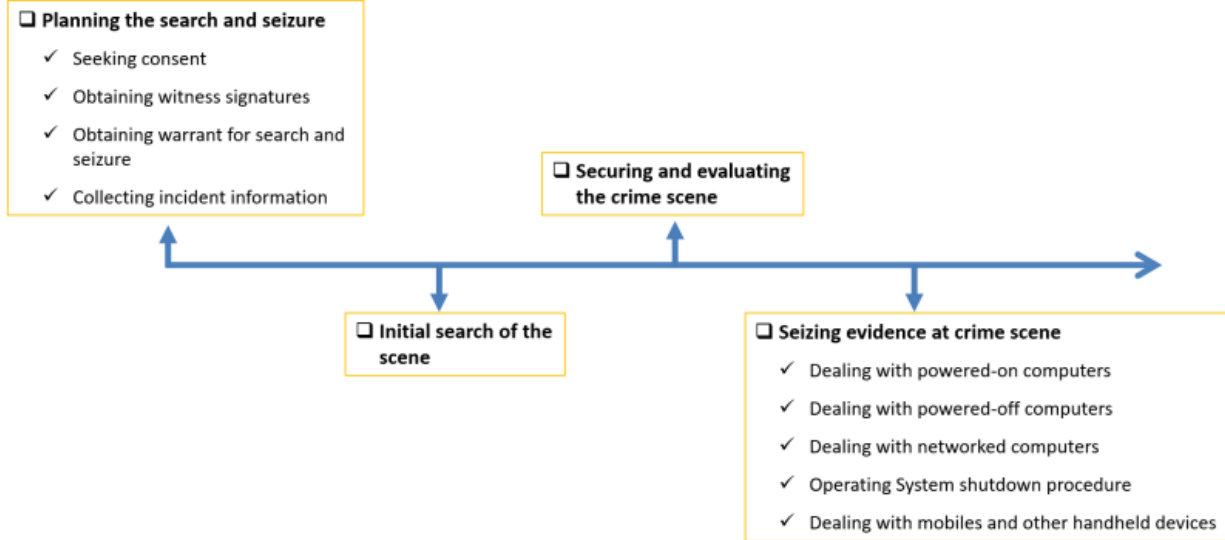 ❑ Planning the search and seizure
✓ Seeking consent
✓ Obtaining witness signatures
✓ Obtaining warrant for search and
seizure
✓ Collecting incident information
❑ Initial search of the
scene
❑ Securing and evaluating
the crime scene
❑ Seizing evidence at crime scene
✓ Dealing with powered-on computers
✓ Dealing with powered-off computers
✓ Dealing with networked computers
✓ Operating System shutdown procedure
✓ Dealing with mobiles and other handheld devices